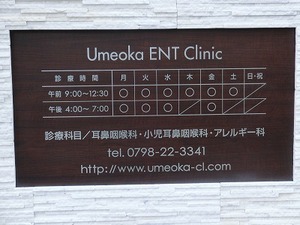 Umeoka ENT Clinic
診療時間 月 火 水 木 金 土 日・祝
午前 9:00～12:30 ○ ○ ○ ○ ○ ○ ／
午後 4:00～7:00 ○ ○ ○ ／ ○ ／ ／
診療科目／耳鼻咽喉科・小児耳鼻咽喉科・アレルギー科
tel. 0798-22-3341
http://www.umeoka-cl.com